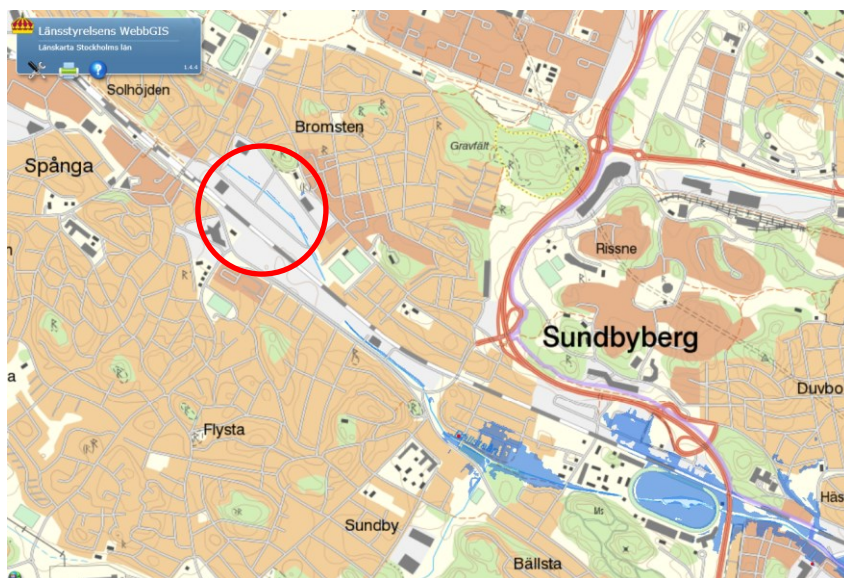 Länsstyrelsens WebbGIS
Länskarta Stockholms län
1.4.4
Solhöjden
Bromsten
Gravfält
Spånga
Rissne
Sundbyberg
Duvbo
Flysta
Häs
Ms
Sundby
Bällsta
a